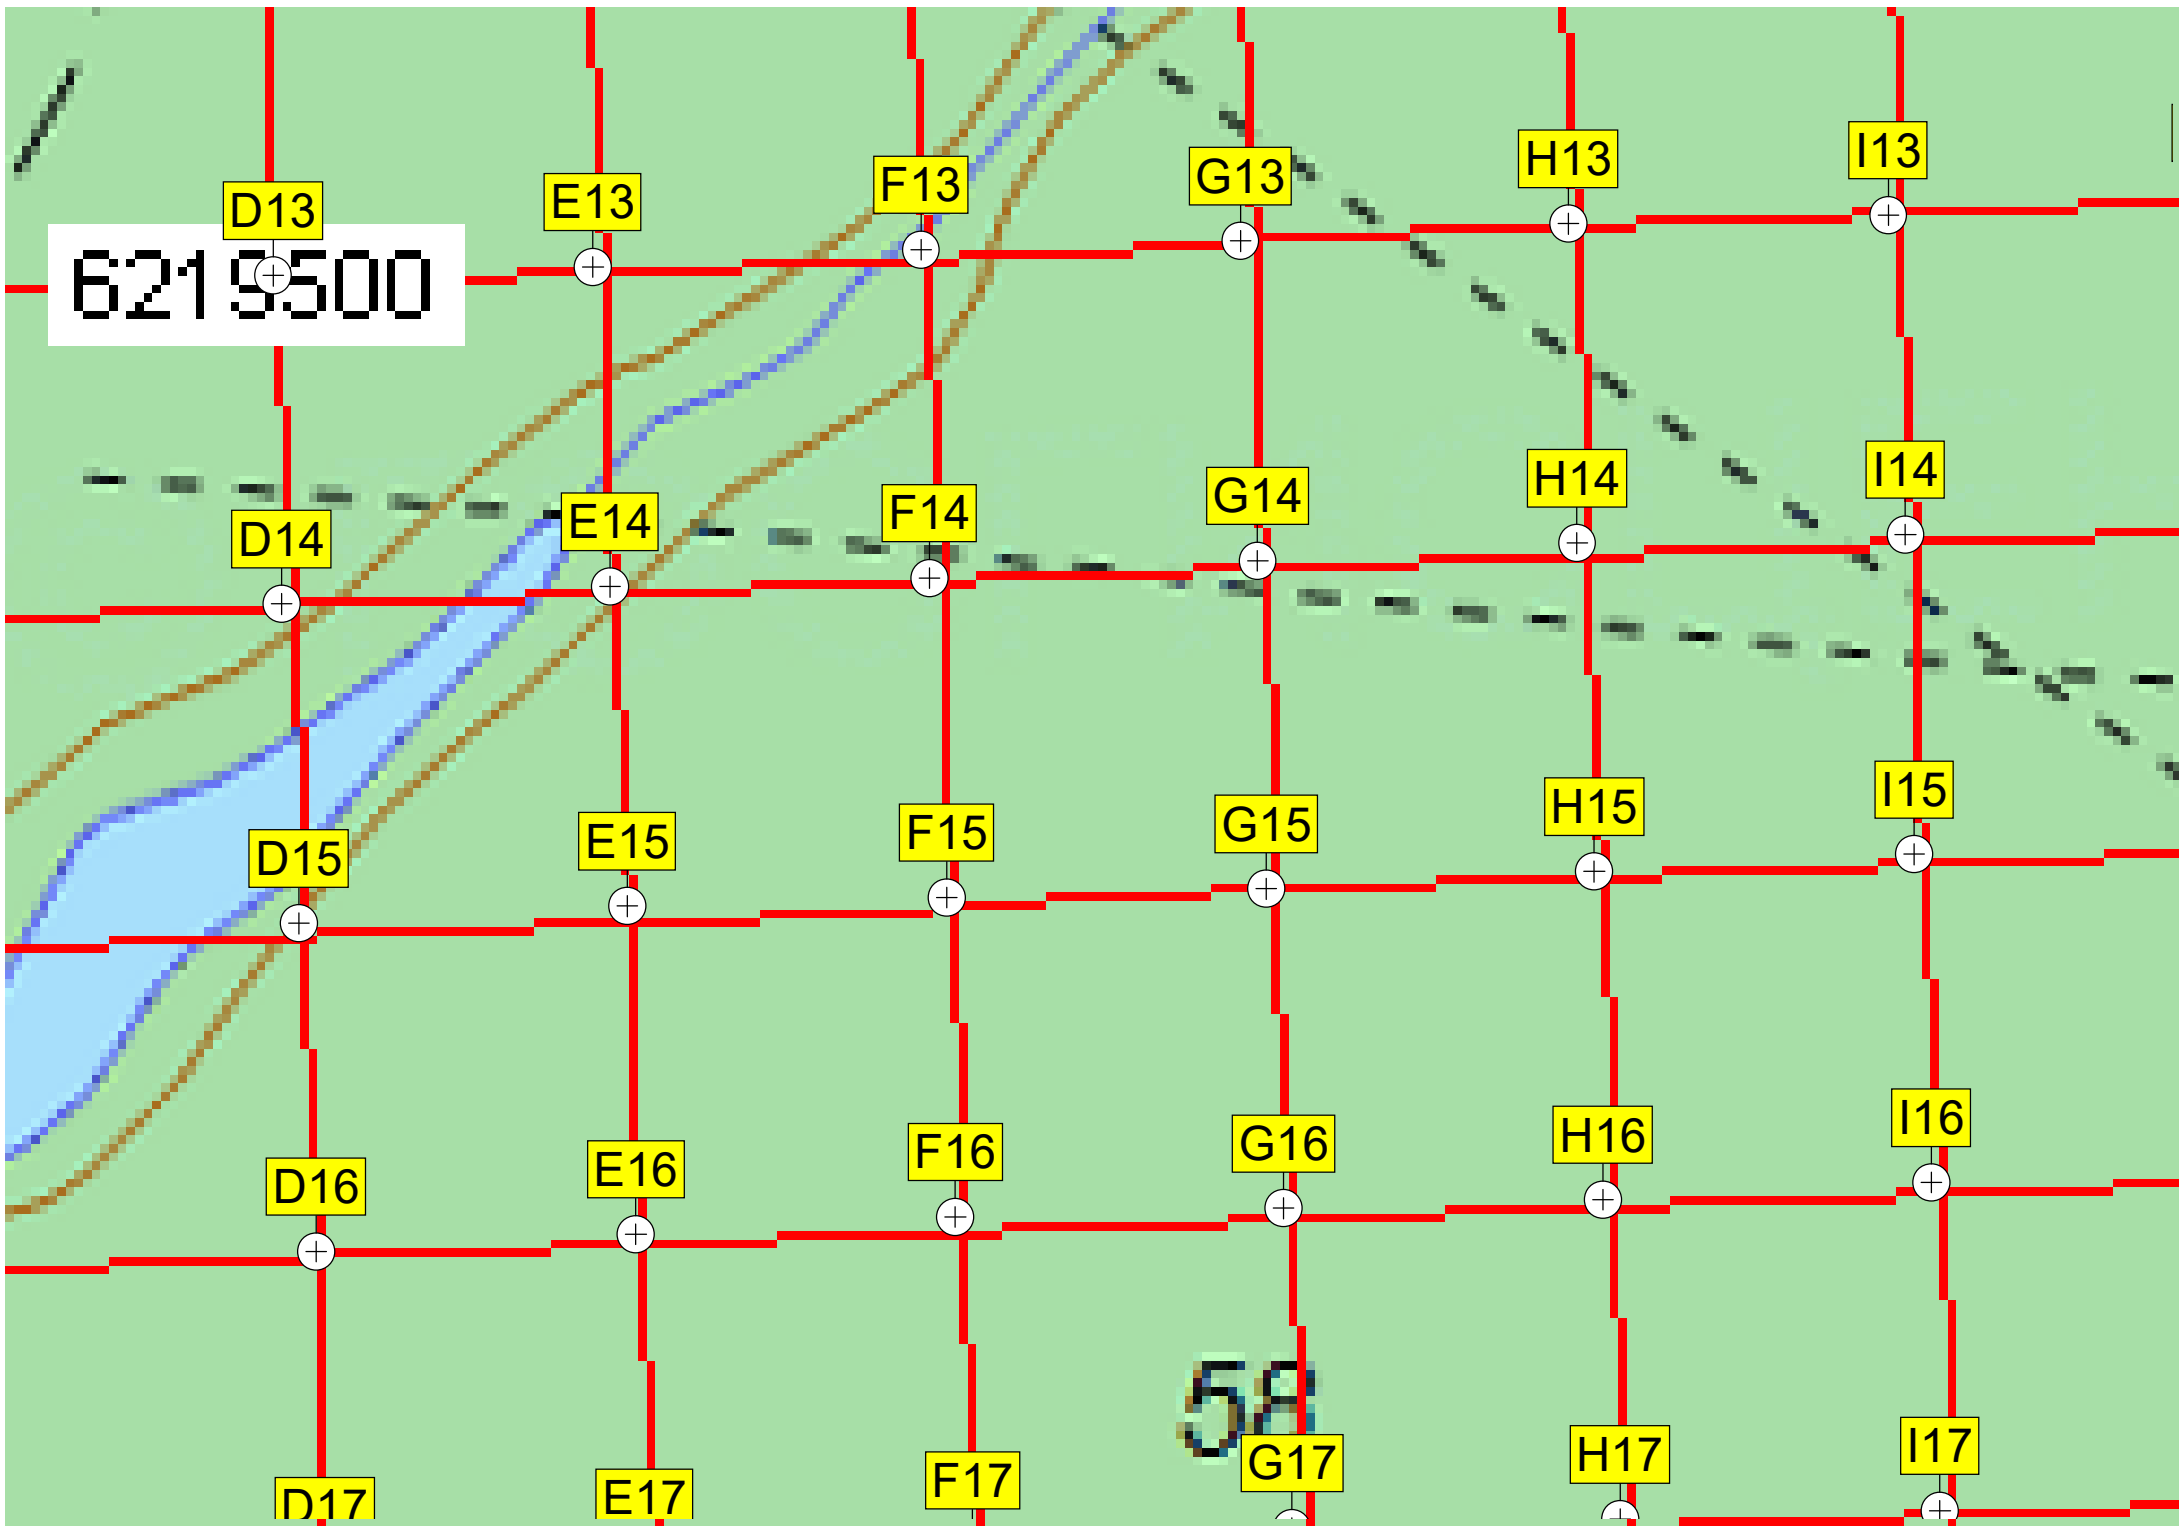 D13 E13 F13 G13 H13 I13
6219500
D14 E14 F14 G14 H14 I14
D15 E15 F15 G15 H15 I15
D16 E16 F16 G16 H16 I16
58
D17 E17 F17 G17 H17 I17